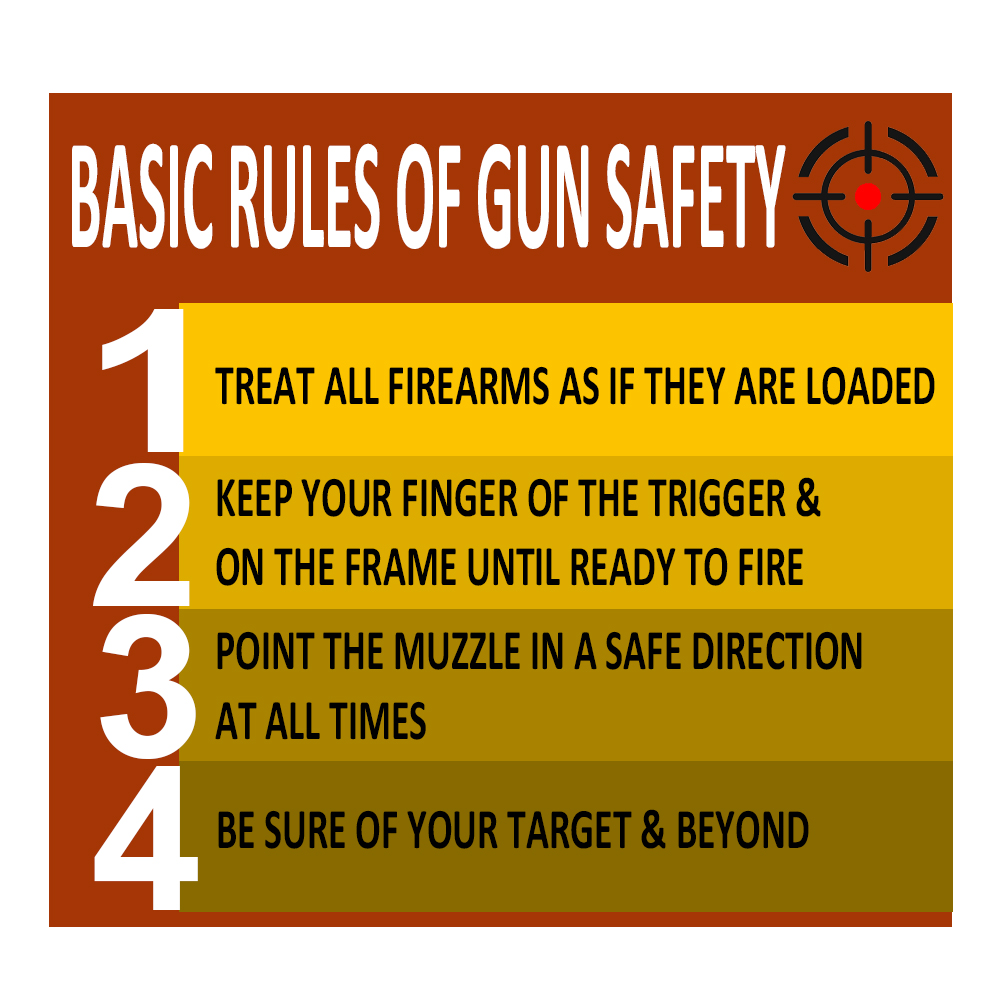 BASIC RULES OF GUN SAFETY
1
TREAT ALL FIREARMS AS IF THEY ARE LOADED
2
KEEP YOUR FINGER OF THE TRIGGER &
ON THE FRAME UNTIL READY TO FIRE
3
POINT THE MUZZLE IN A SAFE DIRECTION
AT ALL TIMES
4
BE SURE OF YOUR TARGET & BEYOND